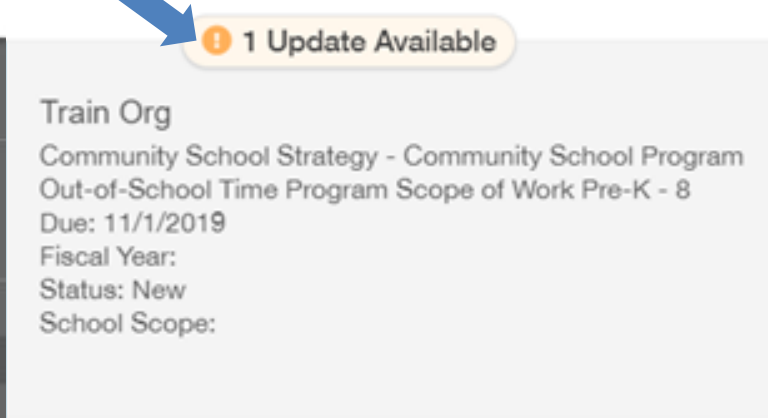 1 Update Available
Train Org
Community School Strategy - Community School Program
Out-of-School Time Program Scope of Work Pre-K - 8
Due: 11/1/2019
Fiscal Year:
Status: New
School Scope: